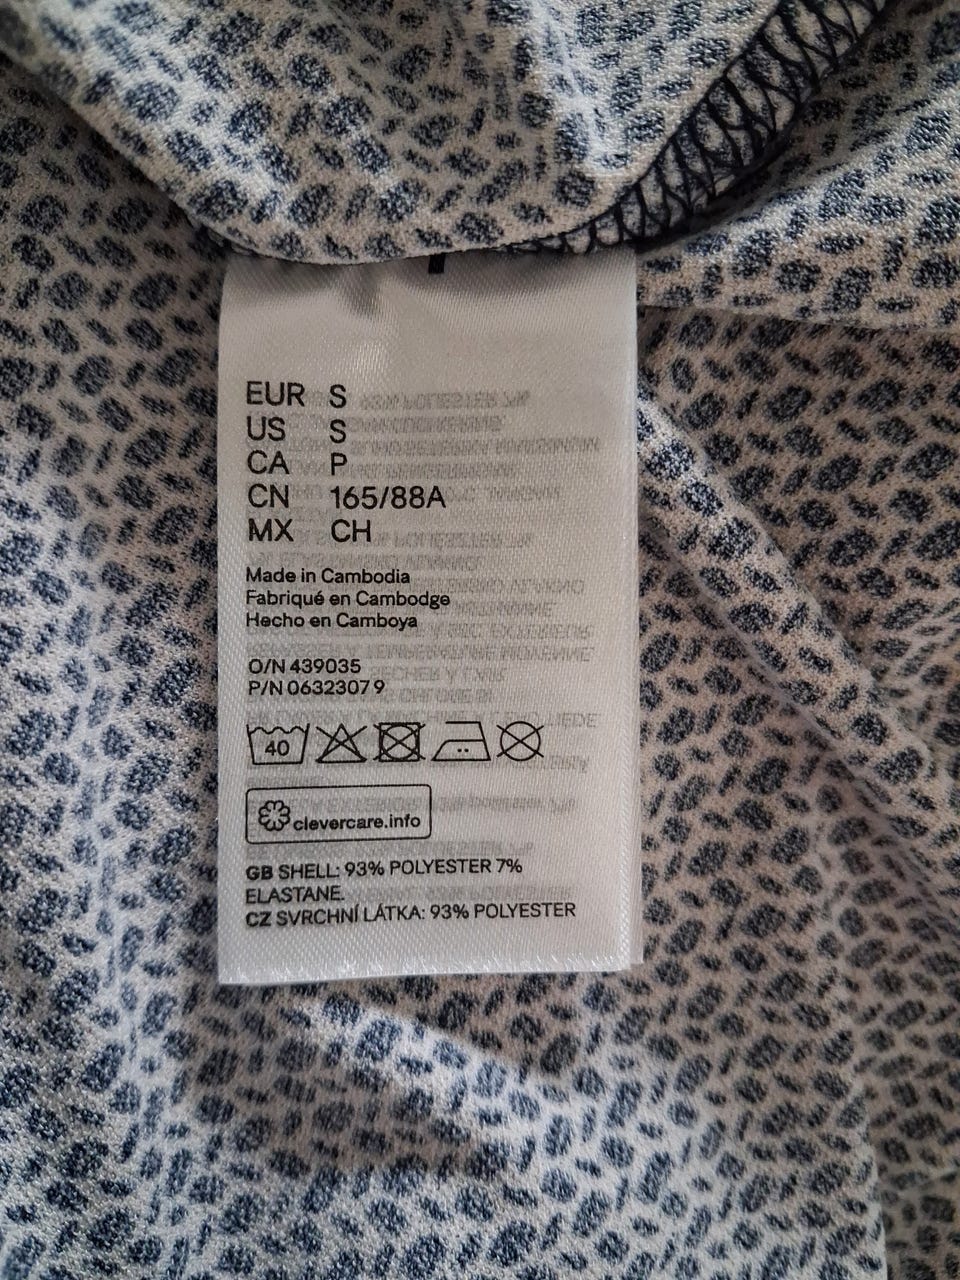 EUR S
US S
CA P
CN 165/88A
MX CH
Made in Cambodia
Fabriqué en Cambodge
Hecho en Camboya
O/N 439035
P/N 06323079
40
clevercare.info
GB SHELL: 93% POLYESTER 7%
ELASTANE.
CZ SVRCHNÍ LÁTKA: 93% POLYESTER